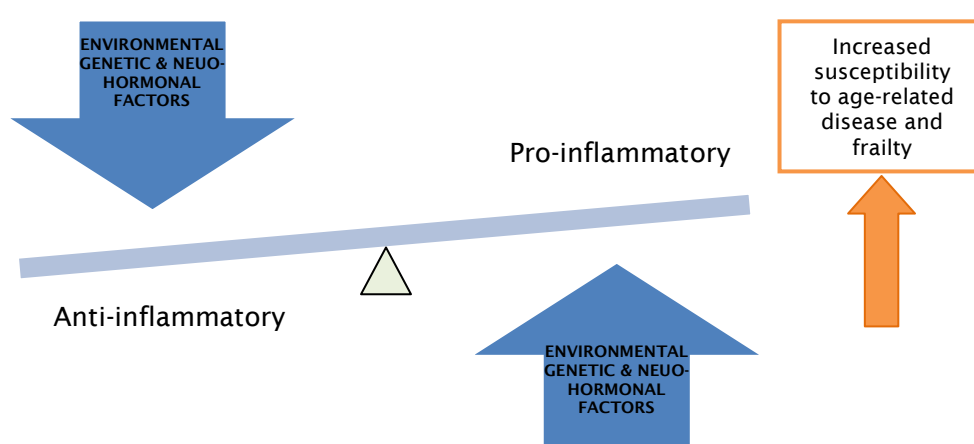 ENVIRONMENTAL
GENETIC & NEUO-
HORMONAL
FACTORS
Increased
susceptibility
to age-related
disease and
frailty
Pro-inflammatory
Anti-inflammatory
ENVIRONMENTAL
GENETIC & NEUO-
HORMONAL
FACTORS